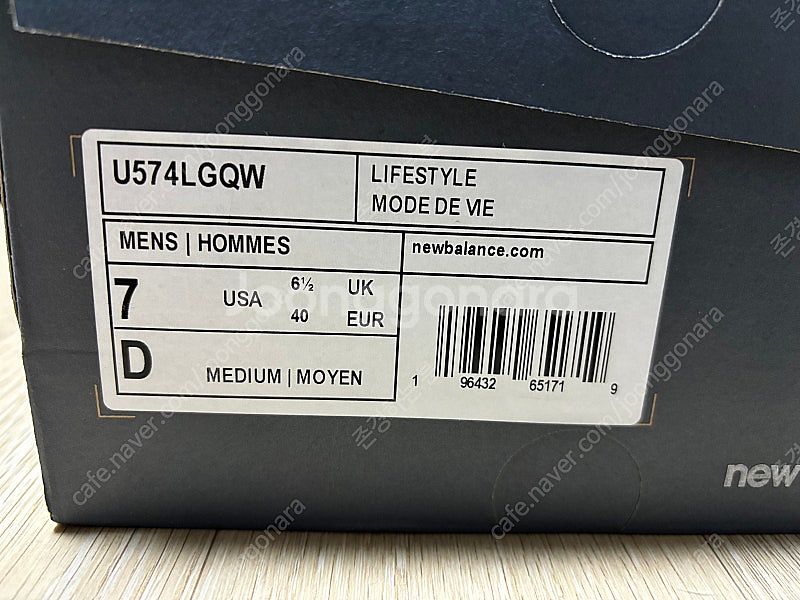 U574LGQW
LIFESTYLE
MODE DE VIE
MENS | HOMMES
newbalance.com
7
USA
6½ UK
40 EUR
D
MEDIUM | MOYEN
1 96432 65171 9
new
Joonggonara
cafe.naver.com/joonggonara